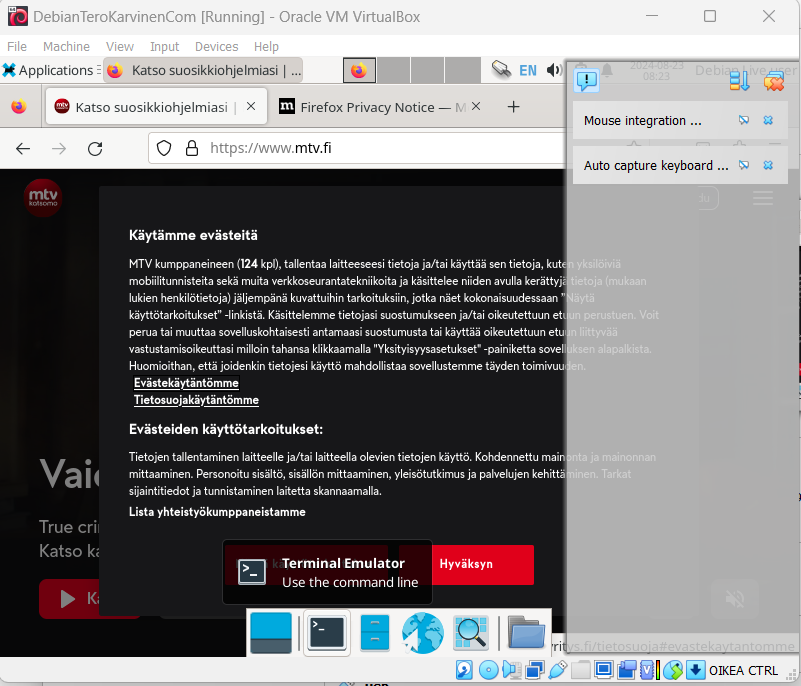 DebianTeroKarvinenCom [Running] - Oracle VM VirtualBox
File Machine View Input Devices Help
Applications
Katso suosikkiohjelmiasi | ...
EN
2024-08-23
08:23
Debian Live user
Katso suosikkiohjelmiasi |
Firefox Privacy Notice — M
https://www.mtv.fi
Mouse integration ...
Auto capture keyboard ...
mtv
katsomo
Käytämme evästeitä
MTV kumppaneineen (124 kpl), tallentaa laitteeseesi tietoja ja/tai käyttää sen tietoja, kuten yksilöiviä
mobiilitunnisteita sekä muita verkkoseurantatekniikoita ja käsittelee niiden avulla kerättyjä tietoja (mukaan
lukien henkilötietoja) jäljempänä kuvattuihin tarkoituksiin, jotka näet kokonaisuudessaan "Näytä
käyttötarkoitukset" -linkistä. Käsittelemme tietojasi suostumukseen ja/tai oikeutettuun etuun perustuen. Voit
perua tai muuttaa sovelluskohtaisesti antamaasi suostumusta tai käyttää oikeutettuun etuun liittyvää
vastustamisoikeuttasi milloin tahansa klikkaamalla "Yksityisyysasetukset" -painiketta sovelluksen alapalkista.
Huomioithan, että joidenkin tietojesi käyttö mahdollistaa sovellustemme täyden toimivuuden.
Evästekäytäntömme
Tietosuojakäytäntömme
Evästeiden käyttötarkoitukset:
Tietojen tallentaminen laitteelle ja/tai laitteella olevien tietojen käyttö. Kohdennettu mainonta ja mainonnan
mittaaminen. Personoitu sisältö, sisällön mittaaminen, yleisötutkimus ja palvelujen kehittäminen. Tarkat
sijaintitiedot ja tunnistaminen laitetta skannaamalla.
Lista yhteistyökumppaneistamme
True cri
Katso ka
Terminal Emulator
Use the command line
Hyväksyn
yritys.fi/tietosuoja#evastekaytantomme
OIKEA CTRL